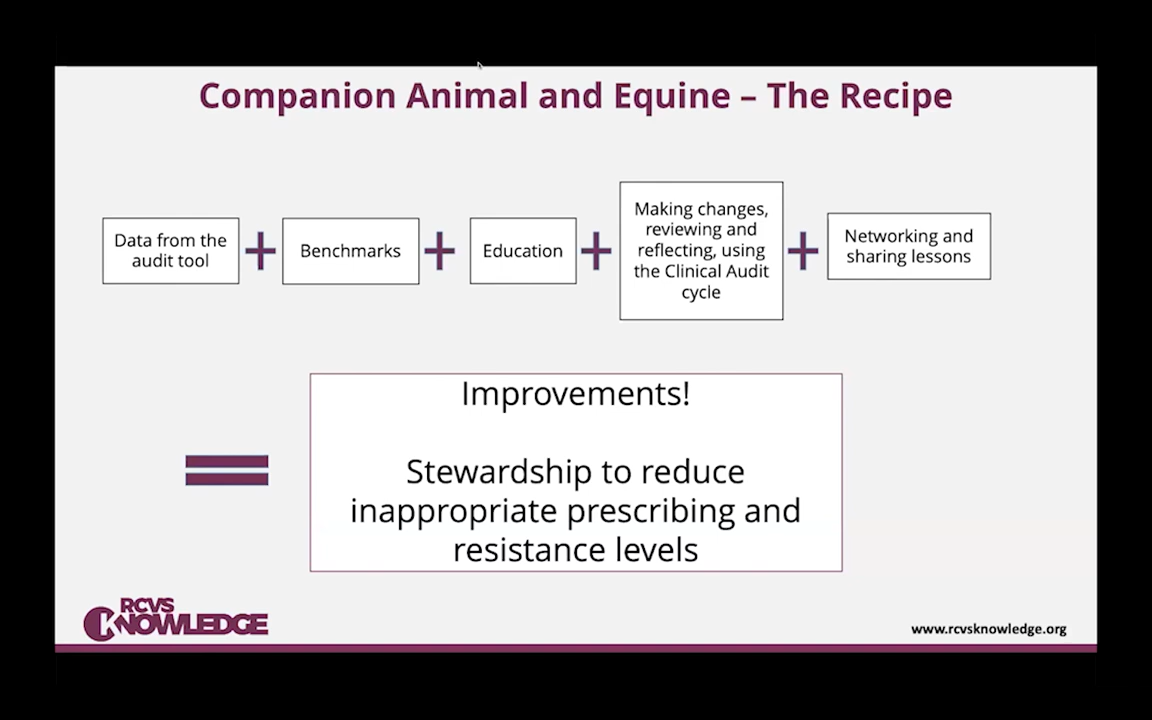 Companion Animal and Equine – The Recipe
Data from the
audit tool
+
Benchmarks
+
Education
+
Making changes,
reviewing and
reflecting, using
the Clinical Audit
cycle
+
Networking and
sharing lessons
=
Improvements!
Stewardship to reduce
inappropriate prescribing and
resistance levels
RCVS
KNOWLEDGE
www.rcvsknowledge.org